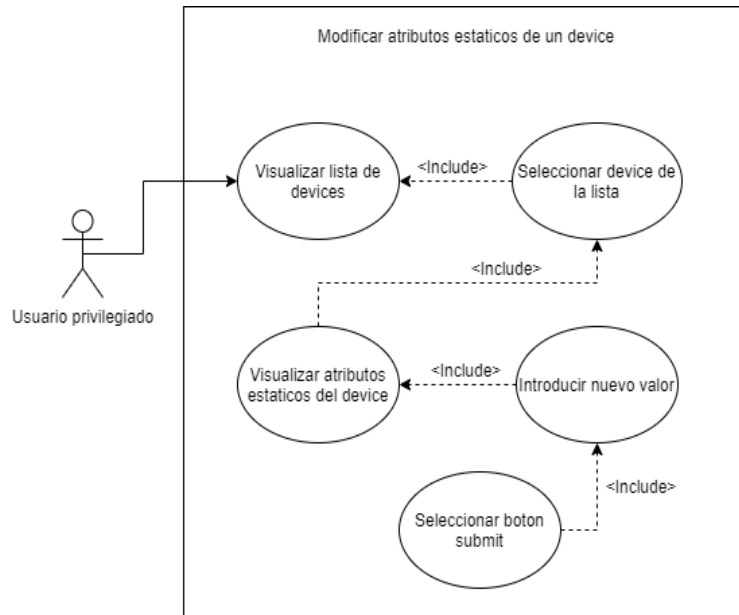 Modificar atributos estaticos de un device
Visualizar lista de
devices
<Include>
Seleccionar device de
la lista
<Include>
Usuario privilegiado
Visualizar atributos
estaticos del device
<Include>
Introducir nuevo valor
<Include>
Seleccionar boton
submit